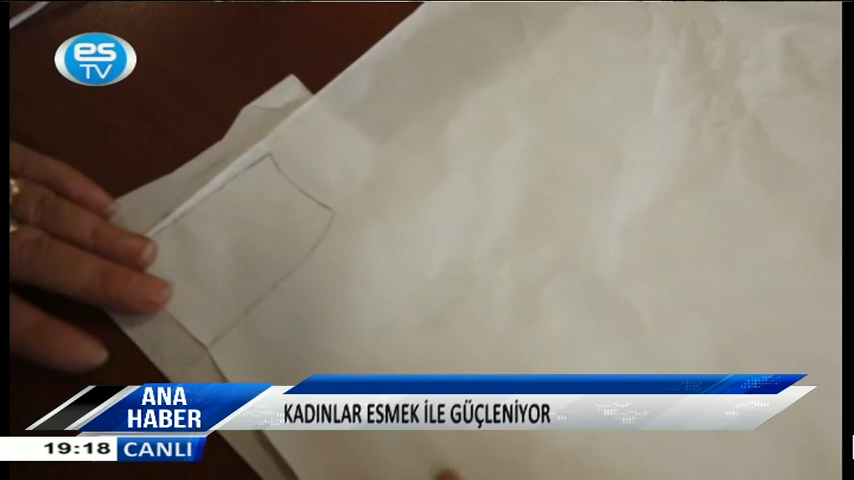 es
TV
ANA
HABER
KADINLAR ESMEK İLE GÜÇLENİYOR
19:18 CANLI